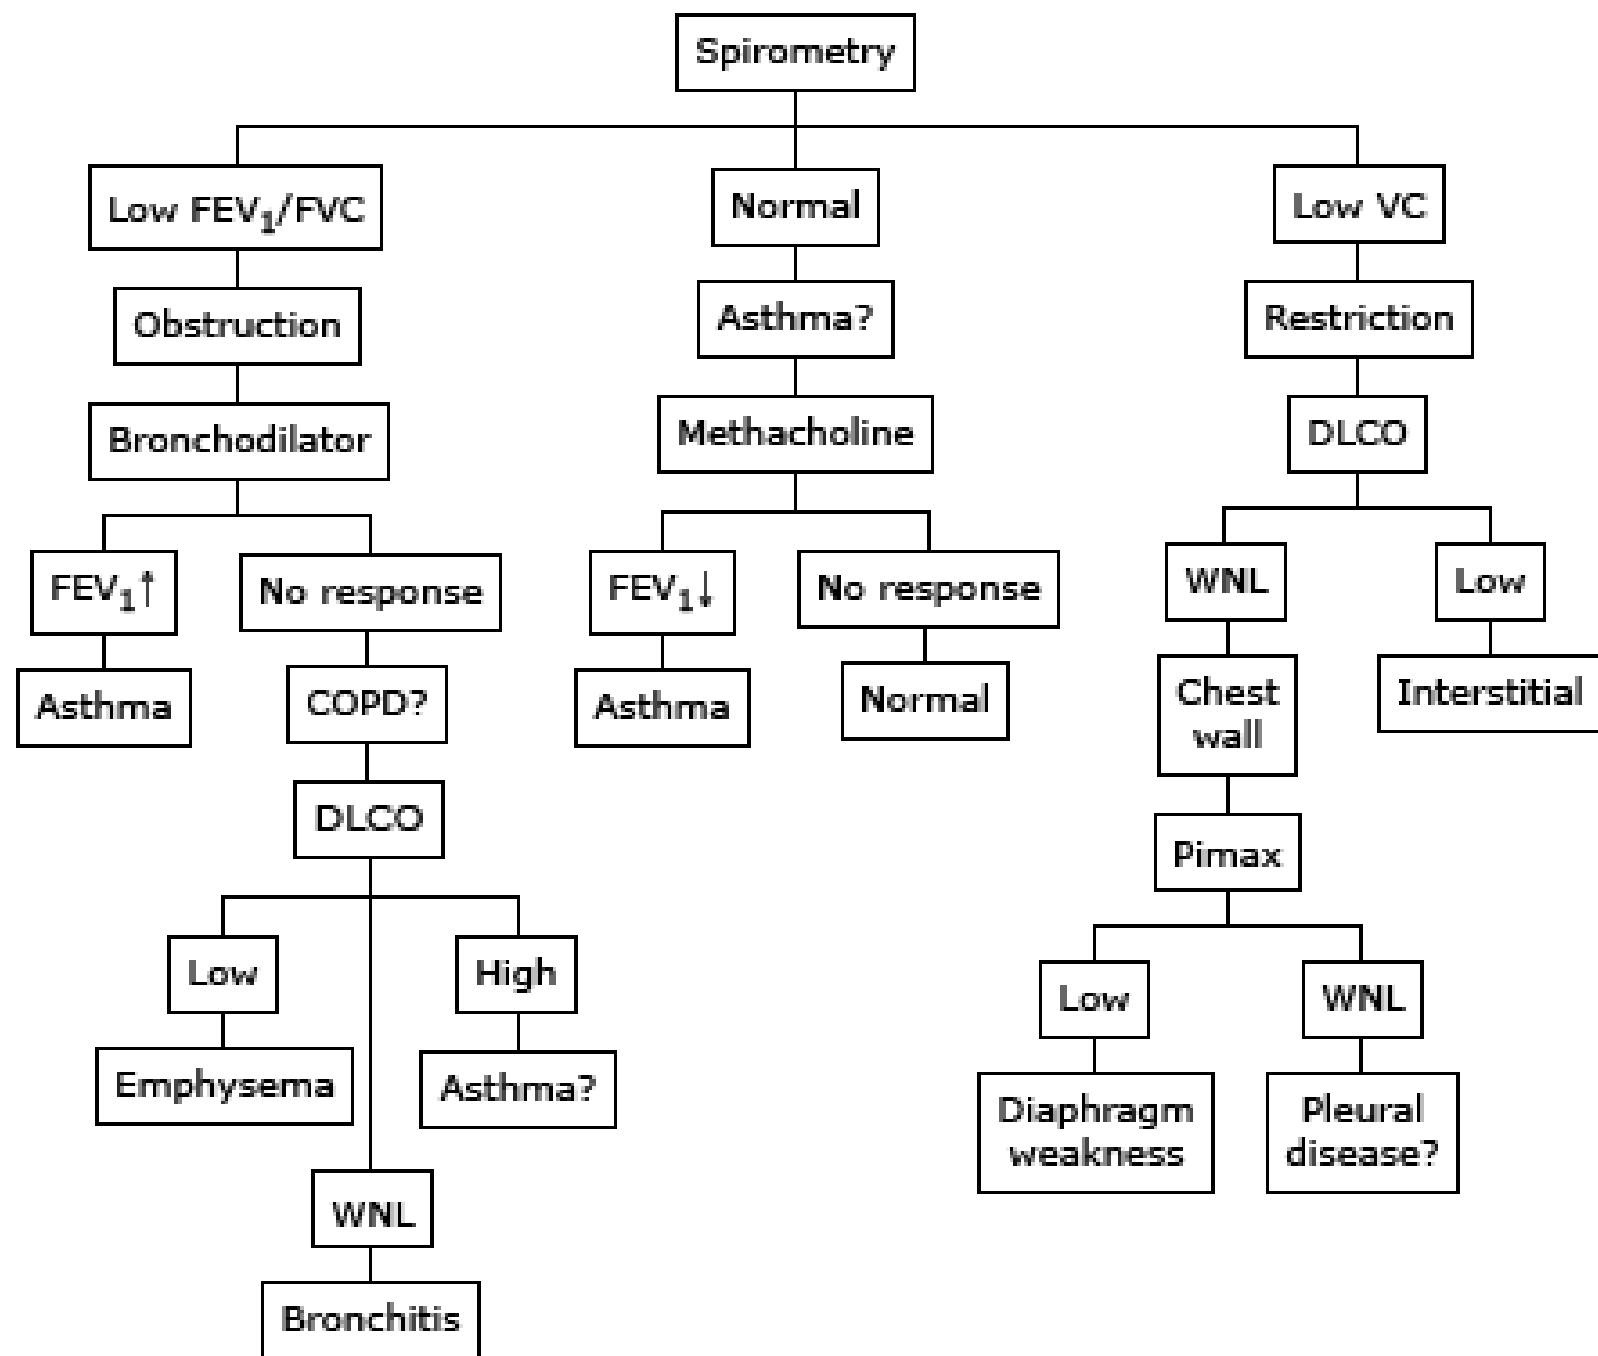 Spirometry
Low FEV₁/FVC
Normal
Low VC
Obstruction
Asthma?
Restriction
Bronchodilator
Methacholine
DLCO
FEV₁↑
No response
FEV₁↓
No response
WNL
Low
Asthma
COPD?
Asthma
Normal
Chest
wall
Interstitial
DLCO
Pimax
Low
High
Low
WNL
Emphysema
Asthma?
Diaphragm
weakness
Pleural
disease?
WNL
Bronchitis